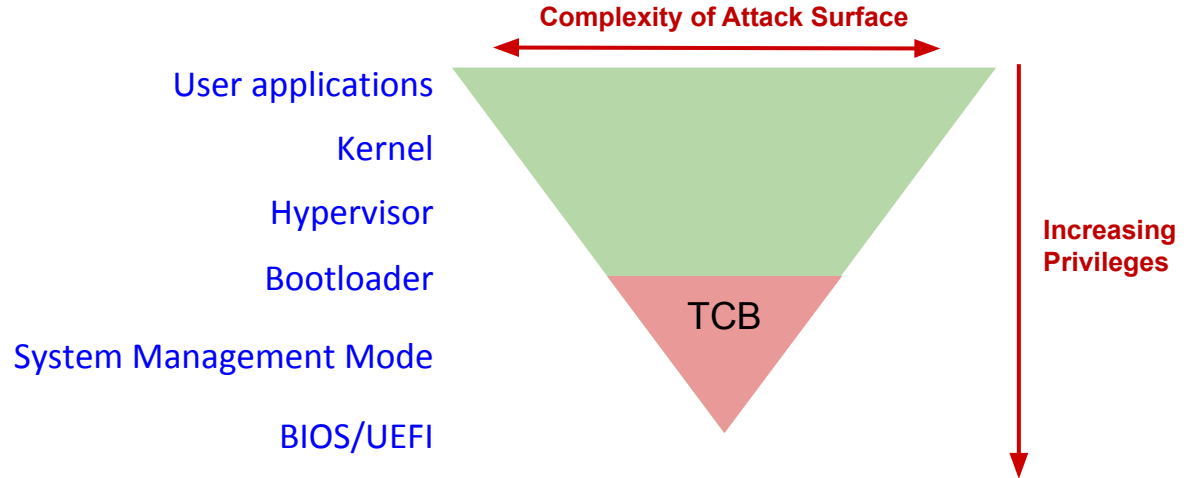 Complexity of Attack Surface
User applications
Kernel
Hypervisor
Bootloader
System Management Mode
BIOS/UEFI
TCB
Increasing
Privileges